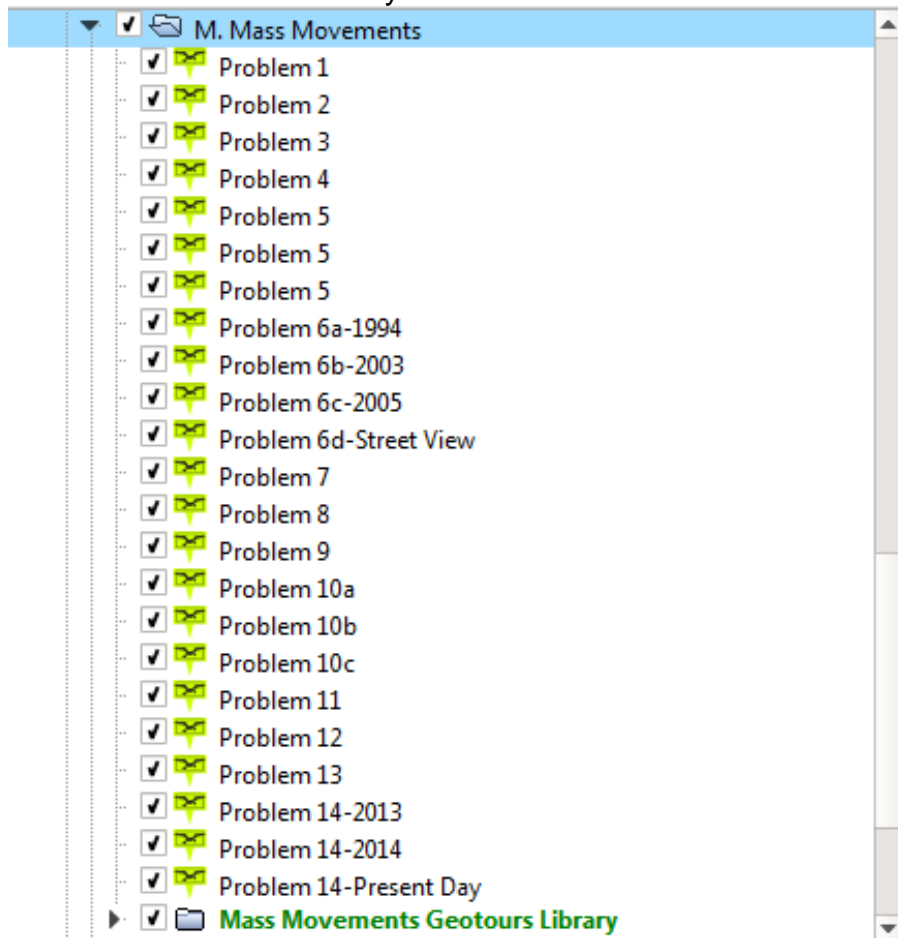 M. Mass Movements
Problem 1
Problem 2
Problem 3
Problem 4
Problem 5
Problem 5
Problem 5
Problem 6a-1994
Problem 6b-2003
Problem 6c-2005
Problem 6d-Street View
Problem 7
Problem 8
Problem 9
Problem 10a
Problem 10b
Problem 10c
Problem 11
Problem 12
Problem 13
Problem 14-2013
Problem 14-2014
Problem 14-Present Day
Mass Movements Geotours Library